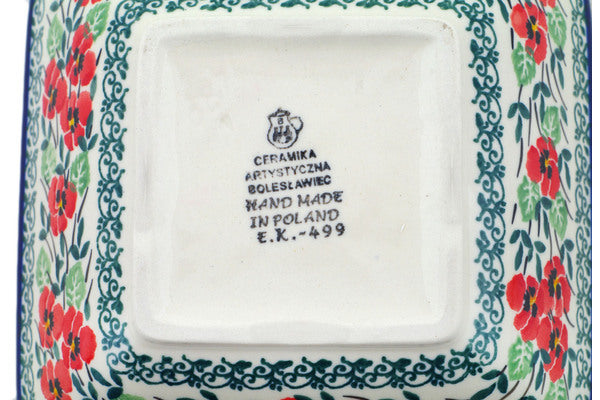 CERAMIKA
ARTYSTYCZNA
BOLESŁAWIEC
HAND MADE
IN POLAND
E.K.-499